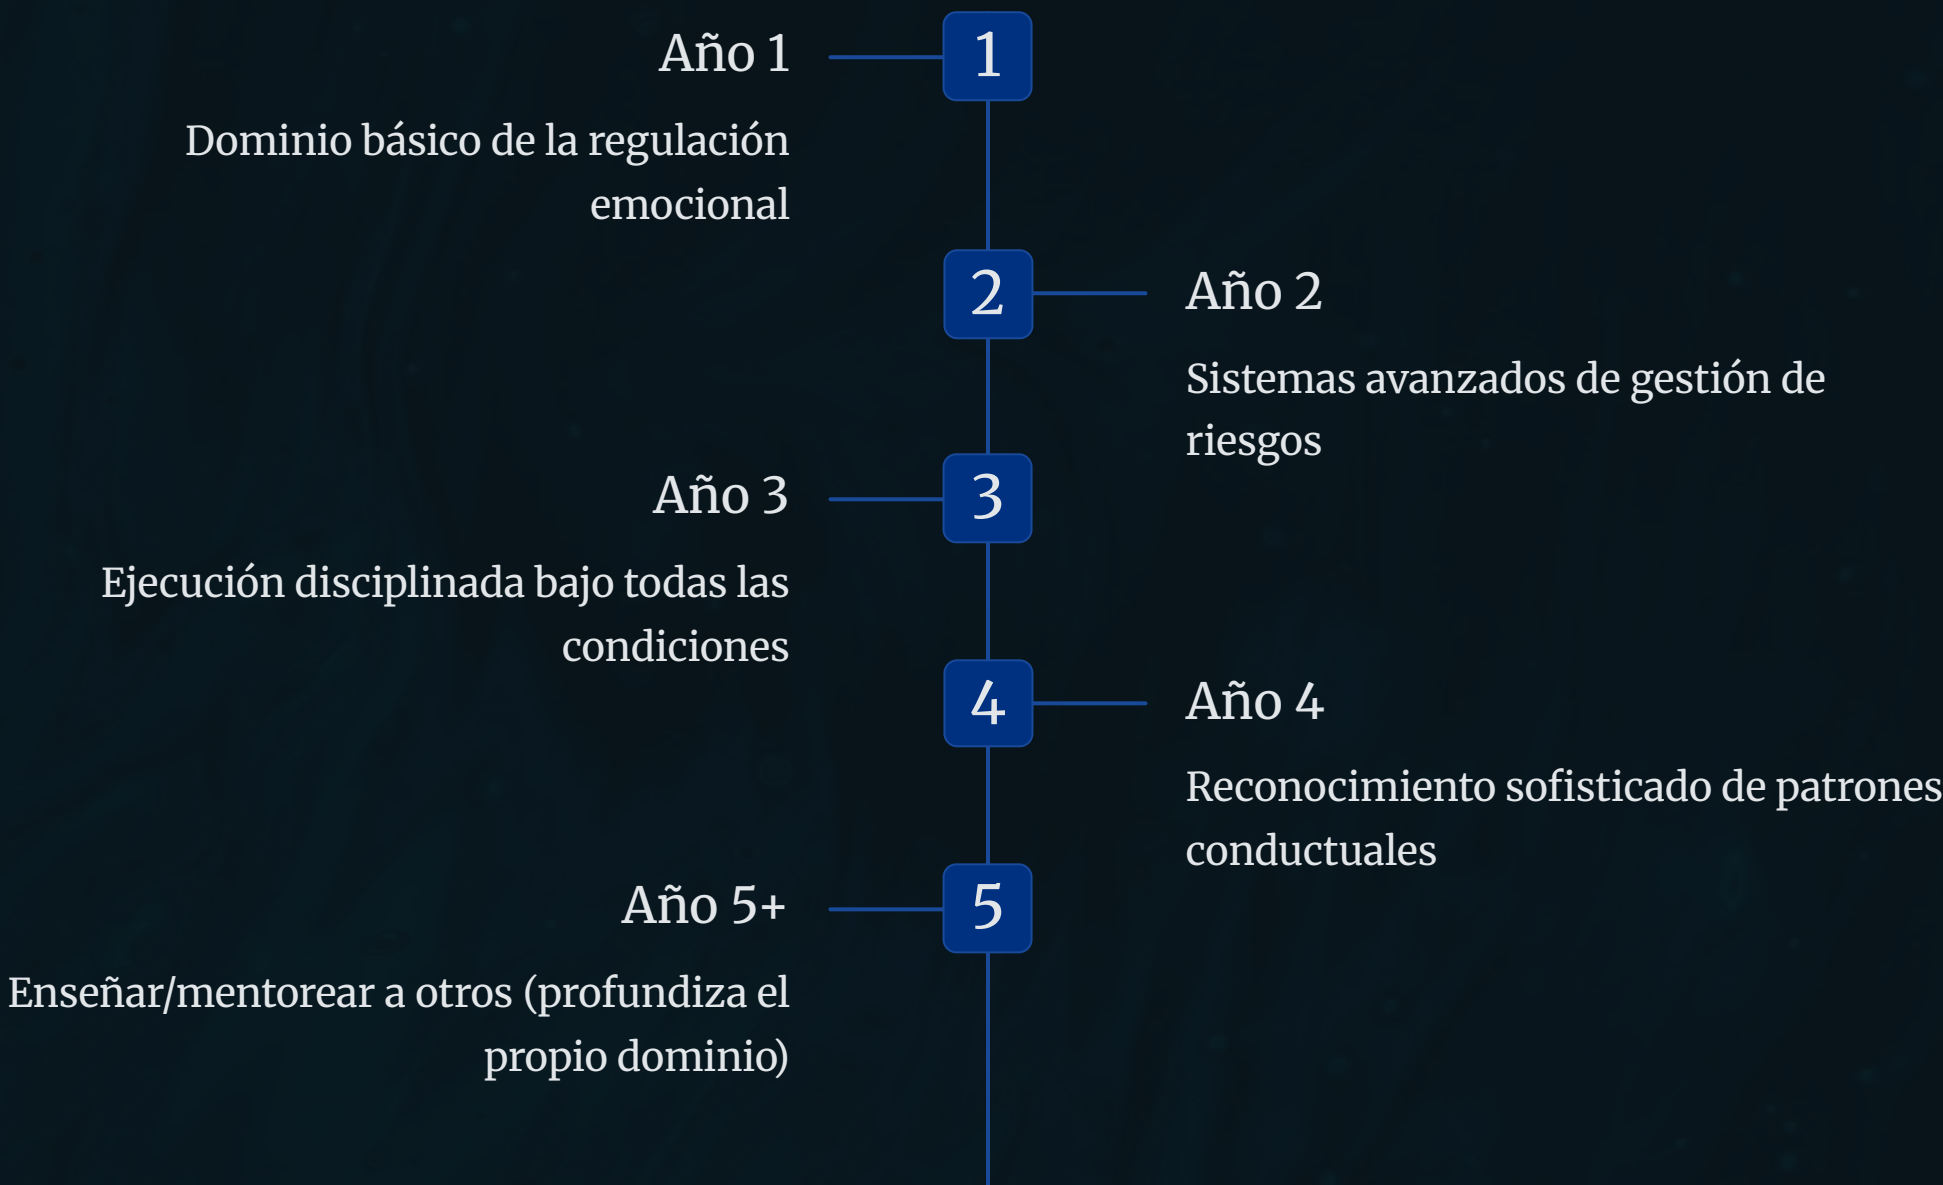 Año 1
1
Dominio básico de la regulación
emocional
2
Año 2
Sistemas avanzados de gestión de
riesgos
Año 3
3
Ejecución disciplinada bajo todas las
condiciones
4
Año 4
Reconocimiento sofisticado de patrones
conductuales
Año 5+
5
Enseñar/mentorear a otros (profundiza el
propio dominio)